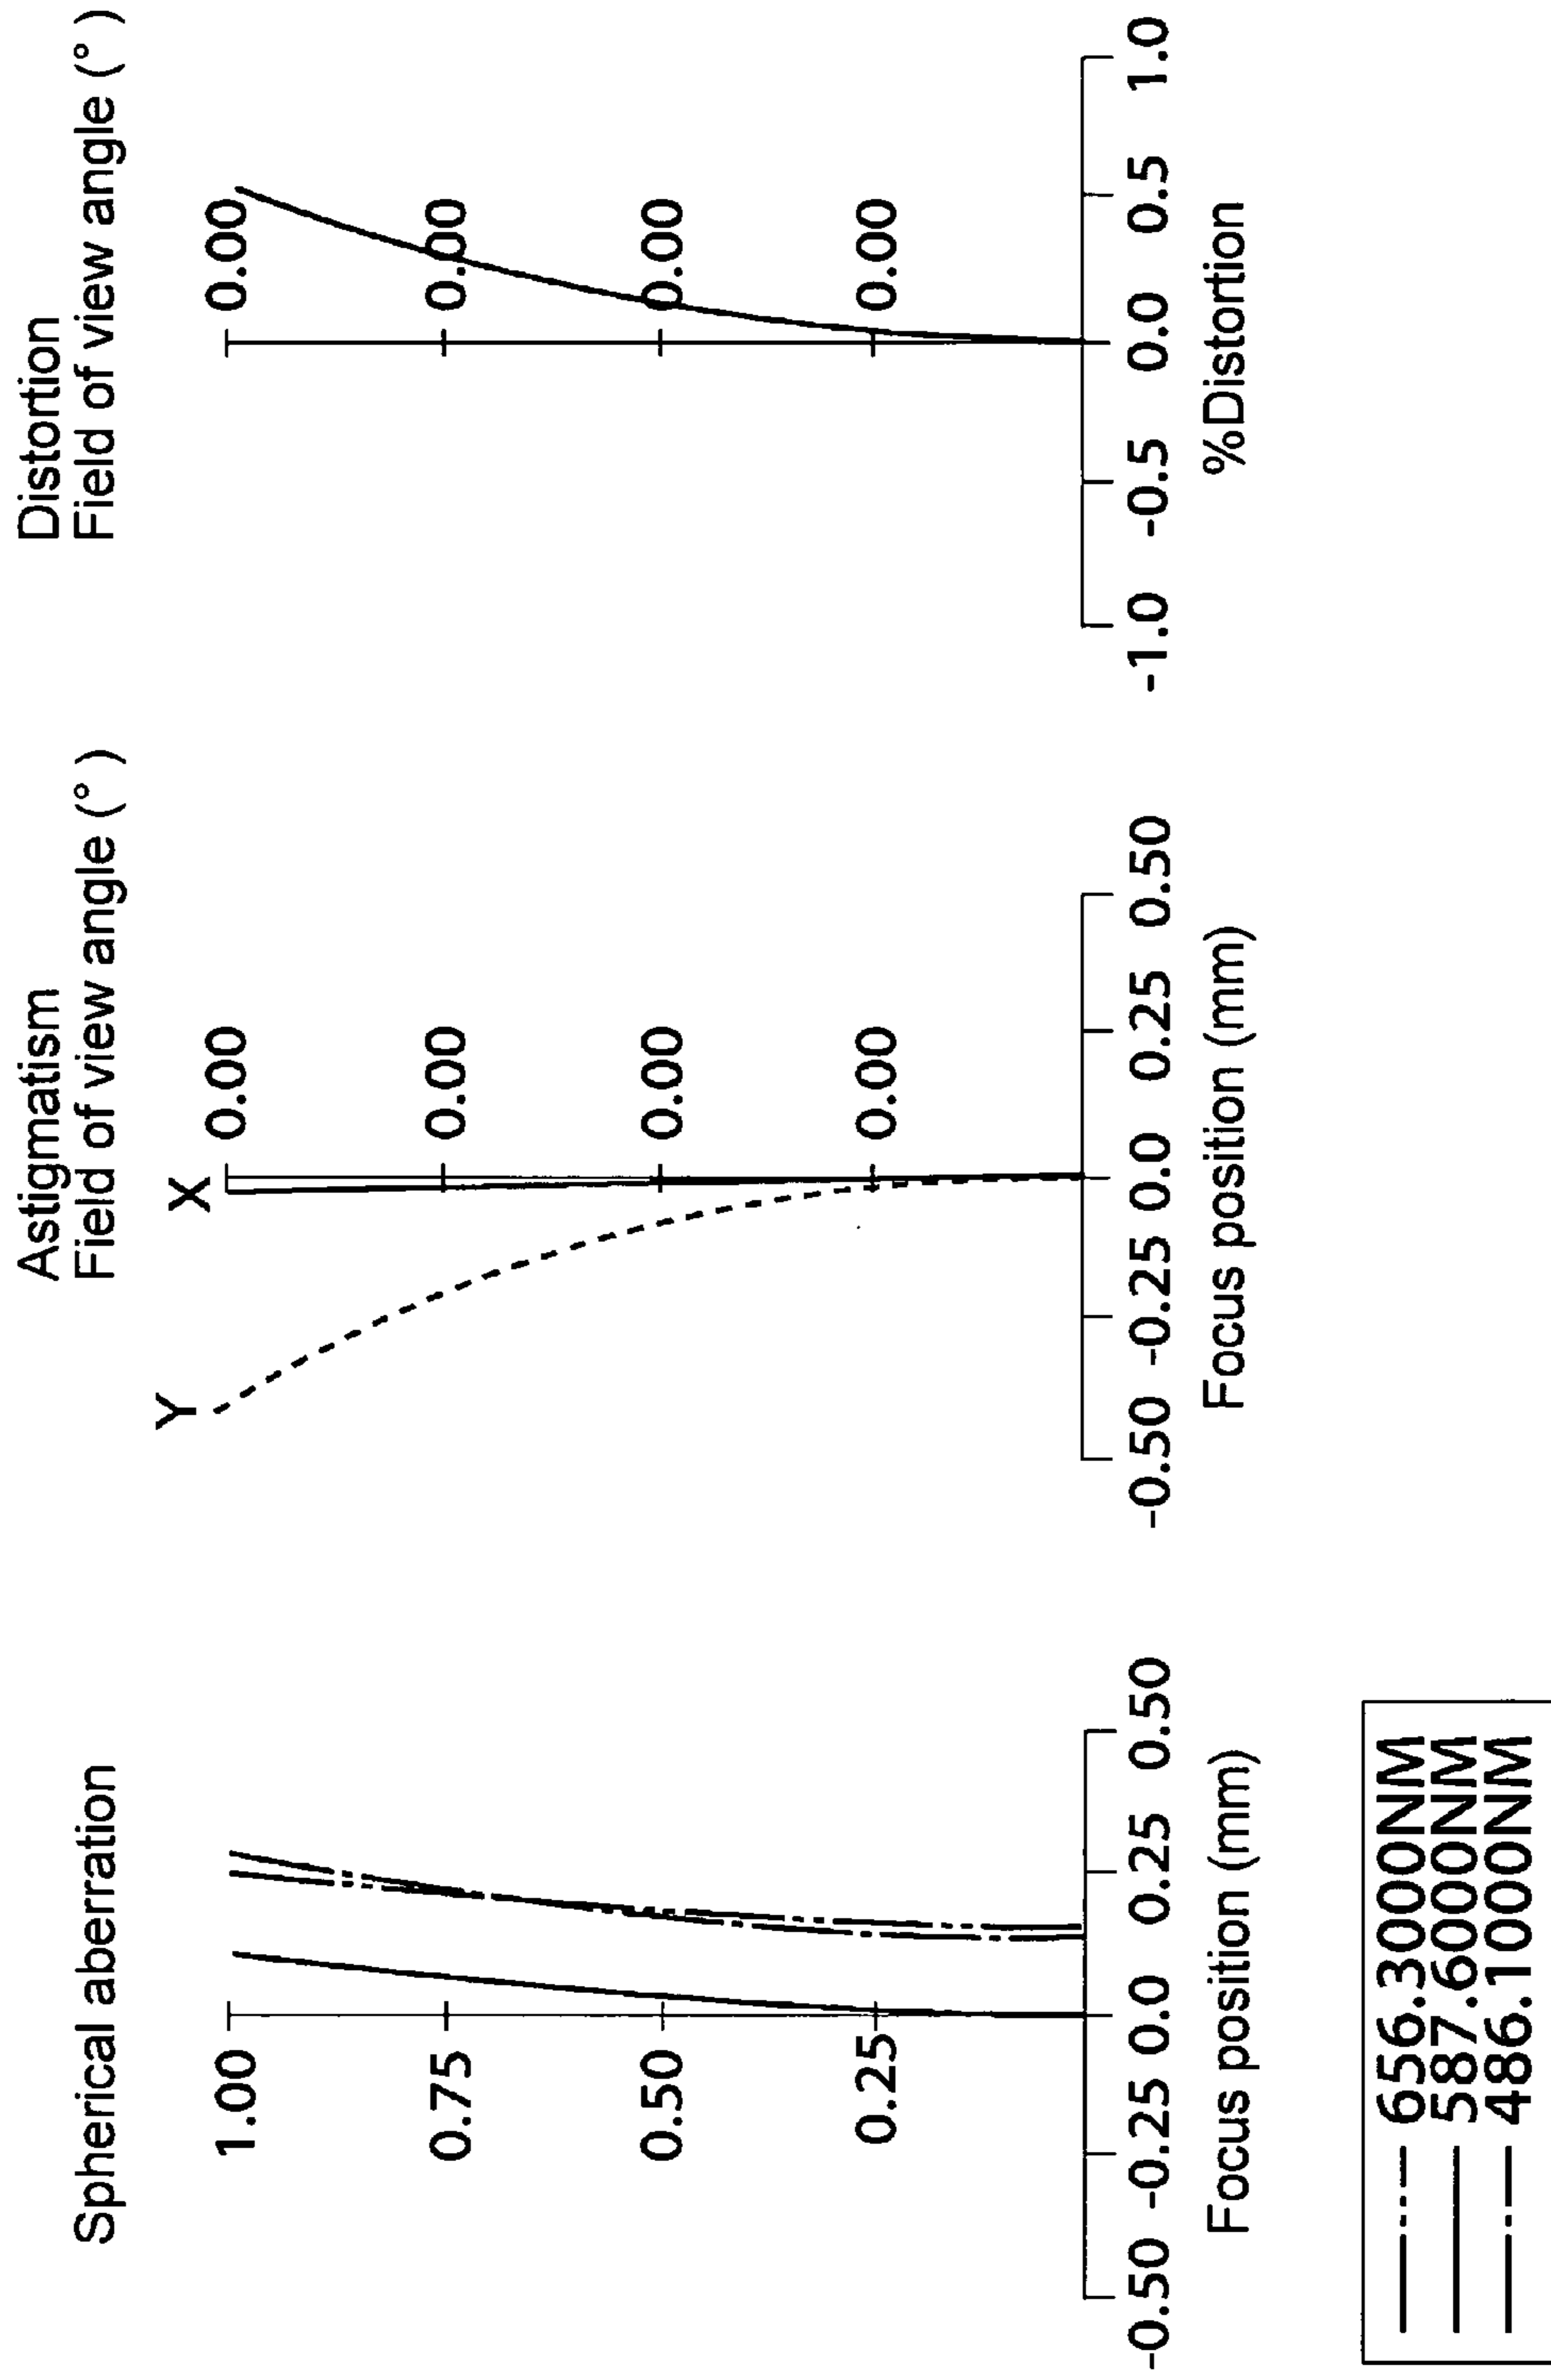 Spherical aberration
1.00
0.75
0.50
0.25
-0.50 -0.25 0.0 0.25 0.50
Focus position (mm)
Astigmatism
Field of view angle (° )
Y
X
0.00
0.00
0.00
0.00
-0.50 -0.25 0.0 0.25 0.50
Focus position (mm)
Distortion
Field of view angle (° )
0.00
0.00
0.00
0.00
-1.0 -0.5 0.0 0.5 1.0
%Distortion
656.3000NM
587.6000NM
486.1000NM